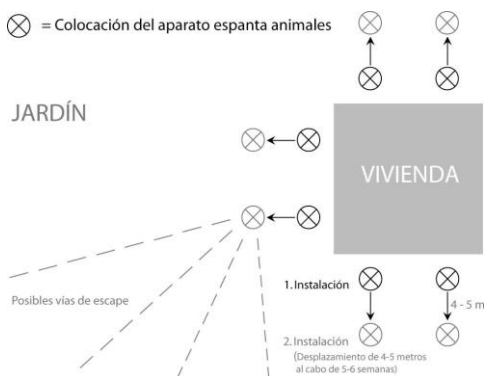 = Colocación del aparato espanta animales
JARDÍN
VIVIENDA
1. Instalación
4 - 5 m
Posibles vías de escape
2. Instalación
(Desplazamiento de 4-5 metros
al cabo de 5-6 semanas)